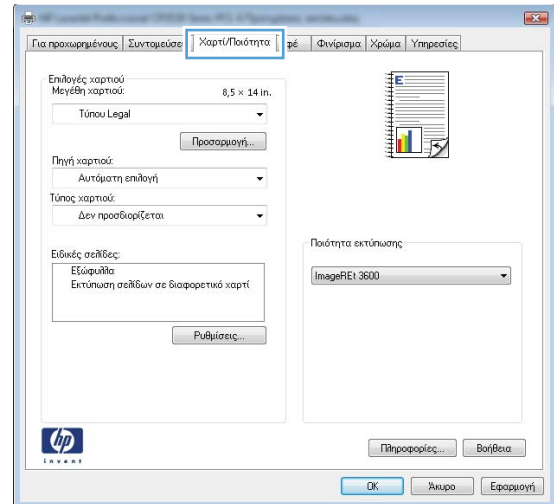 Για προχωρημένους Συντομεύσε Χαρτί/Ποιότητα φέ Φινίρισμα Χρώμα Υπηρεσίες
Επιλογές χαρτιού
Μεγέθη χαρτιού: 8,5 × 14 in.
Τύπου Legal
Προσαρμογή...
Πηγή χαρτιού:
Αυτόματη επιλογή
Τύπος χαρτιού:
Δεν προσδιορίζεται
Ειδικές σελίδες:
Εξώφυλλα
Εκτύπωση σελίδων σε διαφορετικό χαρτί
Ρυθμίσεις...
E
Ποιότητα εκτύπωσης
ImageREt 3600
hp
invent
Πληροφορίες... Βοήθεια
OK Άκυρο Εφαρμογή